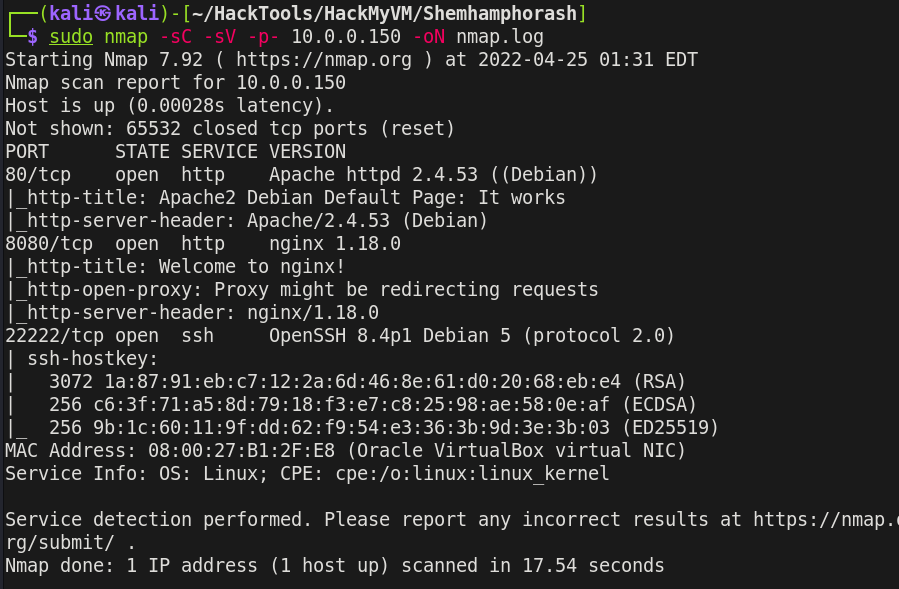 ┌──(kali㉿kali)-[~/HackTools/HackMyVM/Shemhamphorash]
└─$ sudo nmap -sC -sV -p- 10.0.0.150 -oN nmap.log
Starting Nmap 7.92 ( https://nmap.org ) at 2022-04-25 01:31 EDT
Nmap scan report for 10.0.0.150
Host is up (0.00028s latency).
Not shown: 65532 closed tcp ports (reset)
PORT      STATE SERVICE VERSION
80/tcp    open  http    Apache httpd 2.4.53 ((Debian))
|_http-title: Apache2 Debian Default Page: It works
|_http-server-header: Apache/2.4.53 (Debian)
8080/tcp  open  http    nginx 1.18.0
|_http-title: Welcome to nginx!
|_http-open-proxy: Proxy might be redirecting requests
|_http-server-header: nginx/1.18.0
22222/tcp open  ssh     OpenSSH 8.4p1 Debian 5 (protocol 2.0)
| ssh-hostkey:
|   3072 1a:87:91:eb:c7:12:2a:6d:46:8e:61:d0:20:68:eb:e4 (RSA)
|   256 c6:3f:71:a5:8d:79:18:f3:e7:c8:25:98:ae:58:0e:af (ECDSA)
|_  256 9b:1c:60:11:9f:dd:62:f9:54:e3:36:3b:9d:3e:3b:03 (ED25519)
MAC Address: 08:00:27:B1:2F:E8 (Oracle VirtualBox virtual NIC)
Service Info: OS: Linux; CPE: cpe:/o:linux:linux_kernel

Service detection performed. Please report any incorrect results at https://nmap.o
rg/submit/ .
Nmap done: 1 IP address (1 host up) scanned in 17.54 seconds